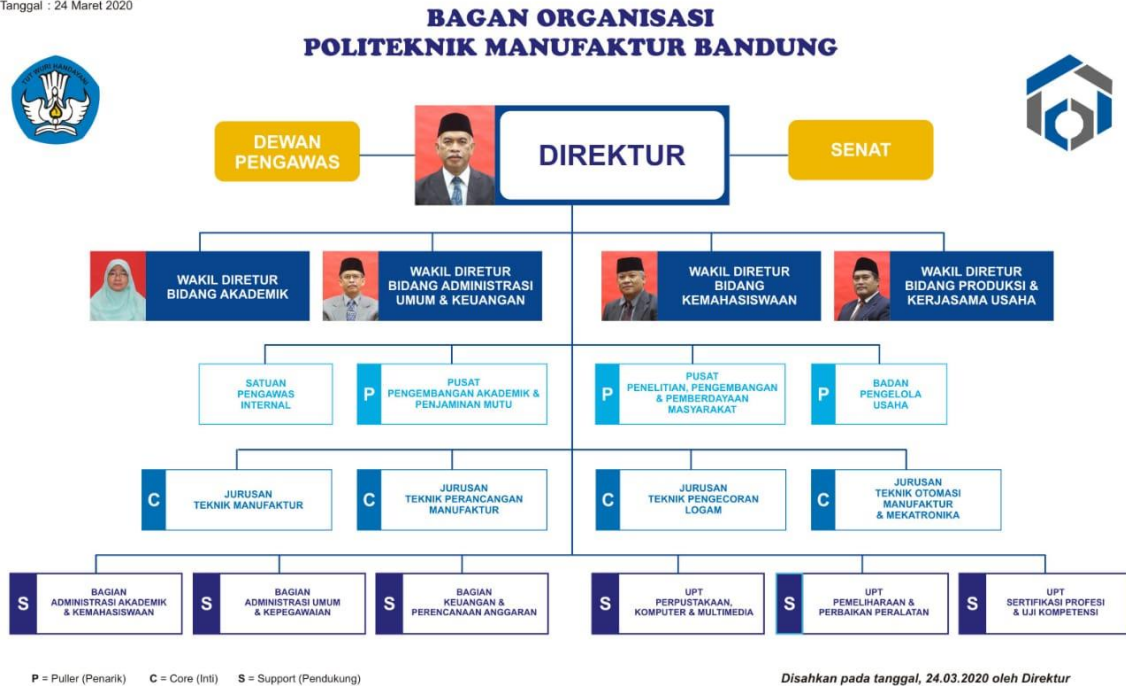 Tanggal : 24 Maret 2020
BAGAN ORGANISASI
POLITEKNIK MANUFAKTUR BANDUNG
TUT WURI HANDAYANI
DEWAN
PENGAWAS
DIREKTUR
SENAT
WAKIL DIRETUR
BIDANG AKADEMIK
WAKIL DIRETUR
BIDANG ADMINISTRASI
UMUM & KEUANGAN
WAKIL DIRETUR
BIDANG
KEMAHASISWAAN
WAKIL DIRETUR
BIDANG PRODUKSI &
KERJASAMA USAHA
SATUAN
PENGAWAS
INTERNAL
P
PUSAT
PENGEMBANGAN AKADEMIK &
PENJAMINAN MUTU
P
PUSAT
PENELITIAN, PENGEMBANGAN
& PEMBERDAYAAN
MASYARAKAT
P
BADAN
PENGELOLA
USAHA
C
JURUSAN
TEKNIK MANUFAKTUR
C
JURUSAN
TEKNIK PERANCANGAN
MANUFAKTUR
C
JURUSAN
TEKNIK PENGECORAN
LOGAM
C
JURUSAN
TEKNIK OTOMASI
MANUFAKTUR
& MEKATRONIKA
S
BAGIAN
ADMINISTRASI AKADEMIK
& KEMAHASISWAAN
S
BAGIAN
ADMINISTRASI UMUM
& KEPEGAWAIAN
S
BAGIAN
KEUANGAN &
PERENCANAAN ANGGARAN
S
UPT
PERPUSTAKAAN,
KOMPUTER & MULTIMEDIA
S
UPT
PEMELIHARAAN &
PERBAIKAN PERALATAN
S
UPT
SERTIFIKASI PROFESI
& UJI KOMPETENSI
P = Puller (Penarik) C = Core (Inti) S = Support (Pendukung)
Disahkan pada tanggal, 24.03.2020 oleh Direktur